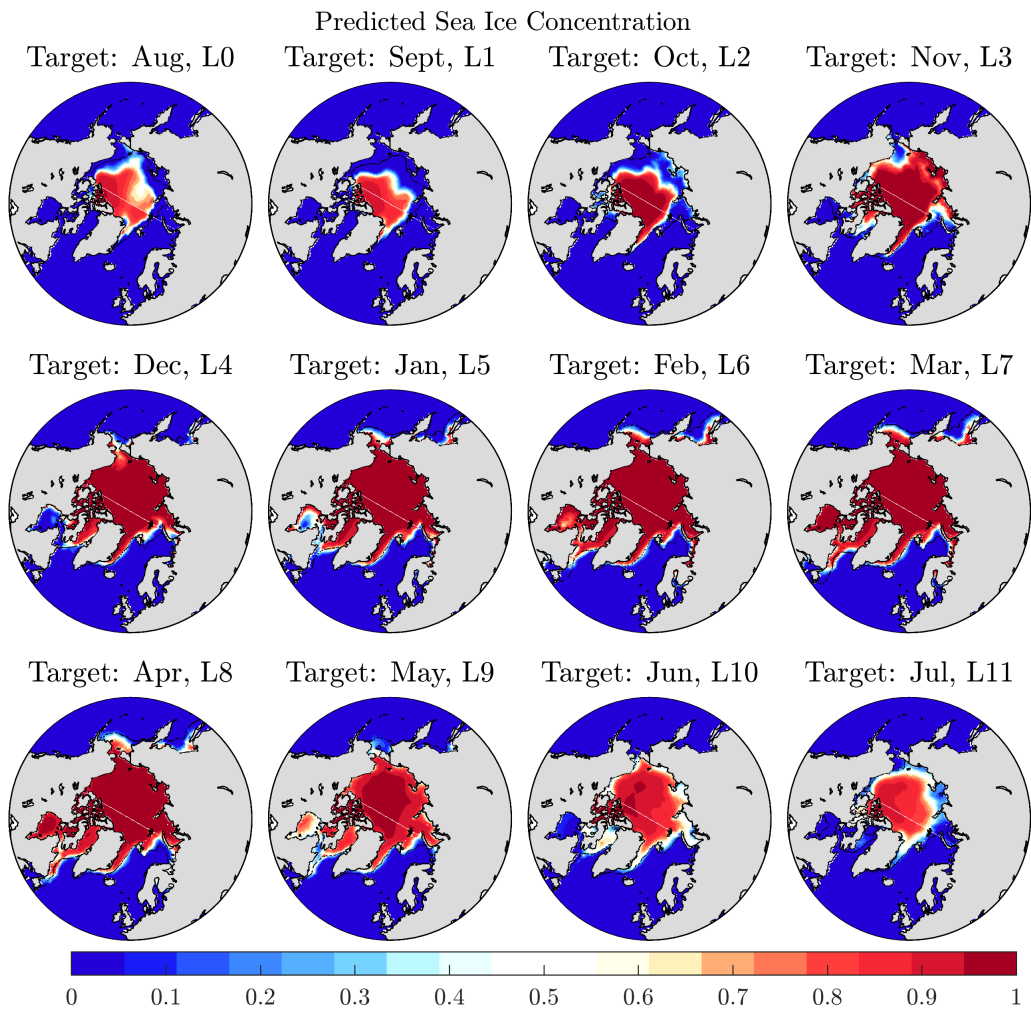 Predicted Sea Ice Concentration
Target: Aug, L0
Target: Sept, L1
Target: Oct, L2
Target: Nov, L3
Target: Dec, L4
Target: Jan, L5
Target: Feb, L6
Target: Mar, L7
Target: Apr, L8
Target: May, L9
Target: Jun, L10
Target: Jul, L11
0 0.1 0.2 0.3 0.4 0.5 0.6 0.7 0.8 0.9 1